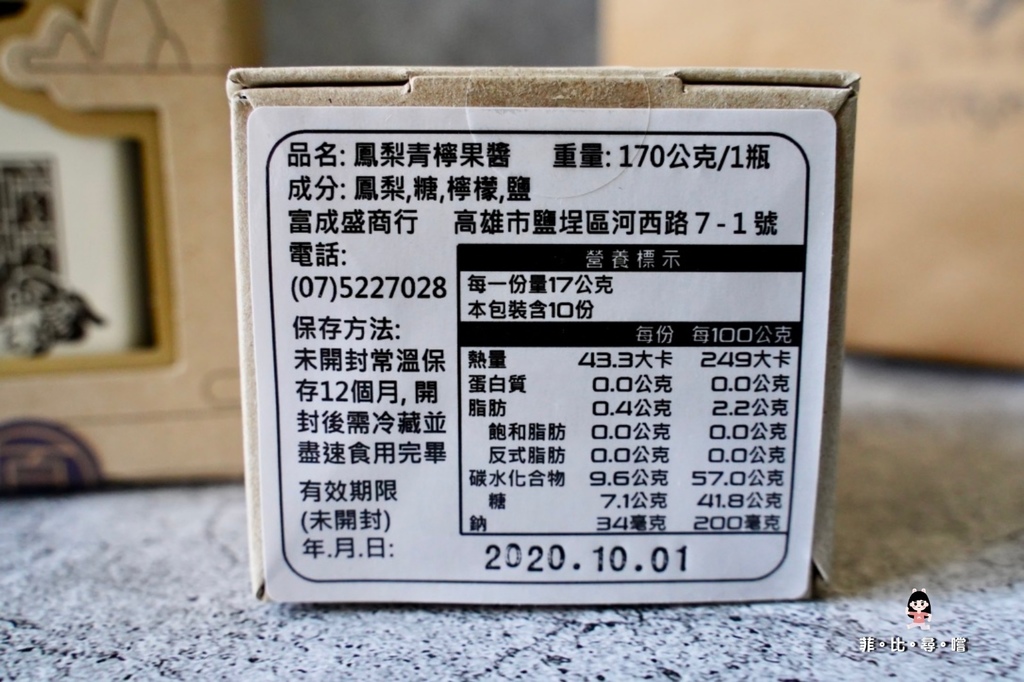 品名: 鳳梨青檸果醬 重量: 170公克/1瓶
成分: 鳳梨,糖,檸檬,鹽
富成盛商行 高雄市鹽埕區河西路7-1號
電話:
(07)5227028
保存方法:
未開封常溫保
存12個月, 開
封後需冷藏並
盡速食用完畢
有效期限
(未開封)
年.月.日:
營養標示
每一份量17公克
本包裝含10份
每份 每100公克
熱量 43.3大卡 249大卡
蛋白質 0.0公克 0.0公克
脂肪 0.4公克 2.2公克
飽和脂肪 0.0公克 0.0公克
反式脂肪 0.0公克 0.0公克
碳水化合物 9.6公克 57.0公克
糖 7.1公克 41.8公克
鈉 34毫克 200毫克
2020.10.01
菲。比。尋。嚐